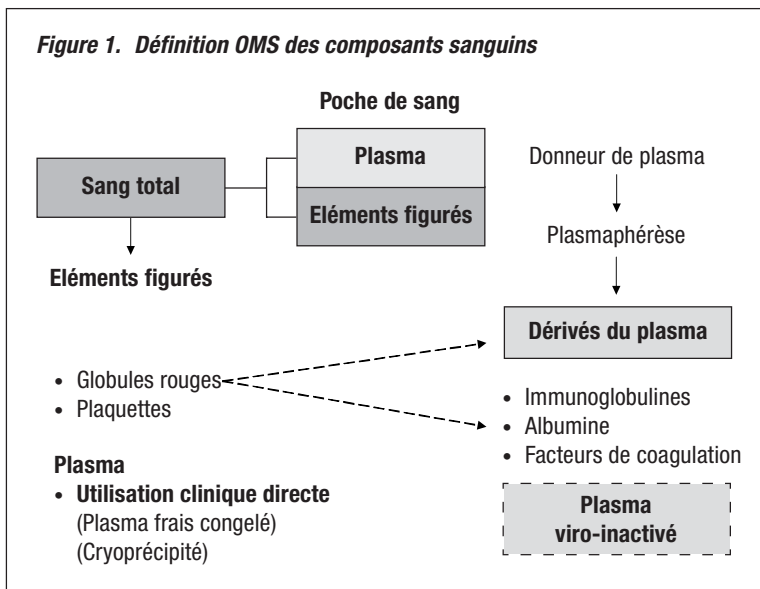 Figure 1. Définition OMS des composants sanguins
Poche de sang
Sang total
Plasma
Eléments figurés
Donneur de plasma
Plasmaphérèse
Eléments figurés
Dérivés du plasma
• Globules rouges
• Plaquettes
• Immunoglobulines
• Albumine
• Facteurs de coagulation
Plasma
• Utilisation clinique directe
(Plasma frais congelé)
(Cryoprécipité)
Plasma
viro-inactivé